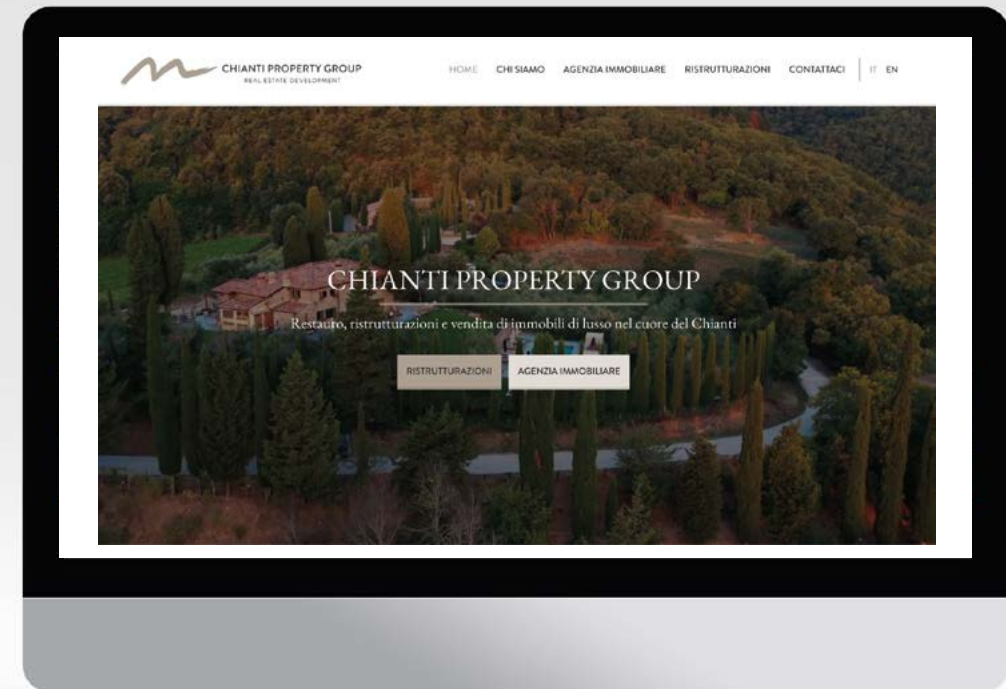 CHIANTI PROPERTY GROUP
REAL ESTATE DEVELOPMENT
HOME CHI SIAMO AGENZIA IMMOBILIARE RISTRUTTURAZIONI CONTATTACI IT EN
CHIANTI PROPERTY GROUP
Restauro, ristrutturazioni e vendita di immobili di lusso nel cuore del Chianti
RISTRUTTURAZIONI AGENZIA IMMOBILIARE